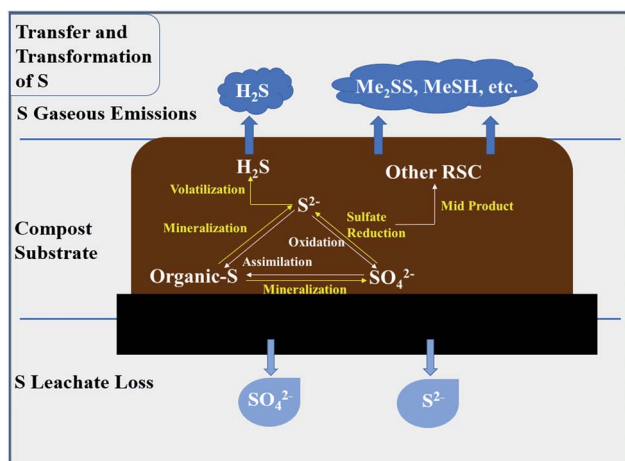 Transfer and
Transformation
of S
H₂S
Me₂SS, MeSH, etc.
S Gaseous Emissions
H₂S
Other RSC
Volatilization
S²⁻
Mid Product
Mineralization
Sulfate
Reduction
Oxidation
Compost
Substrate
Assimilation
Organic-S
SO₄²⁻
Mineralization
S Leachate Loss
SO₄²⁻
S²⁻